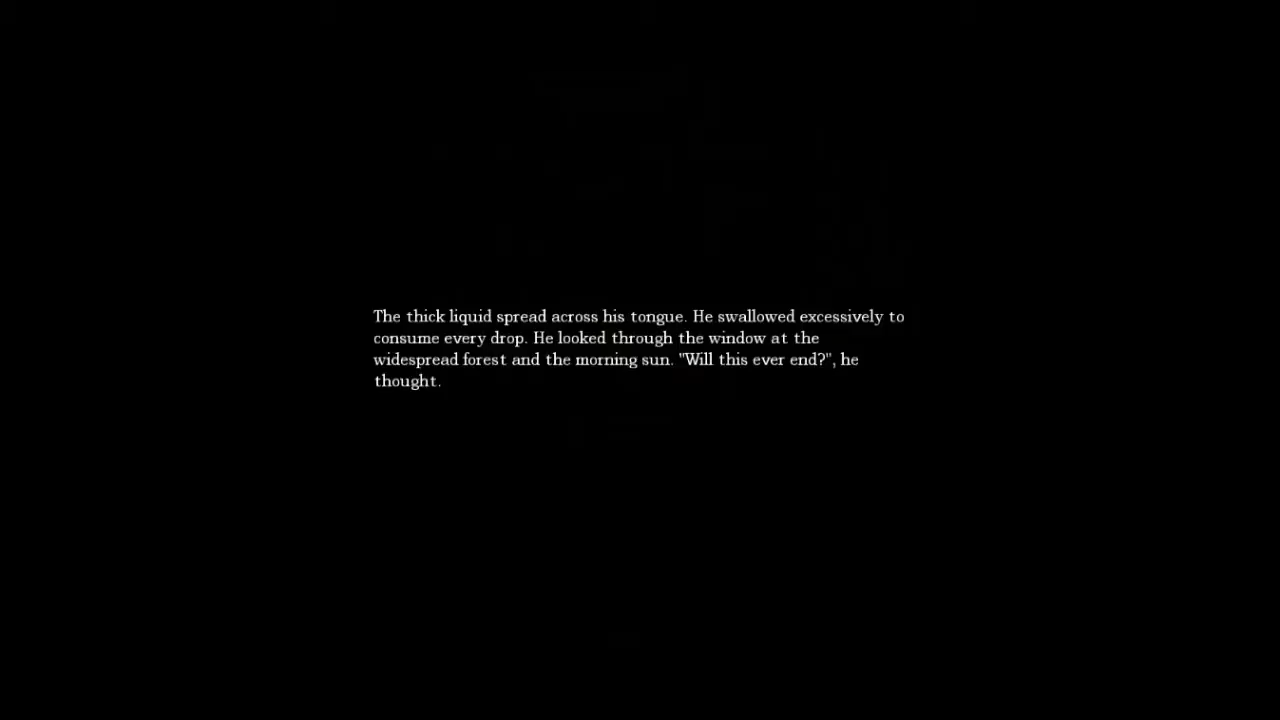 The thick liquid spread across his tongue. He swallowed excessively to
consume every drop. He looked through the window at the
widespread forest and the morning sun. "Will this ever end?", he
thought.